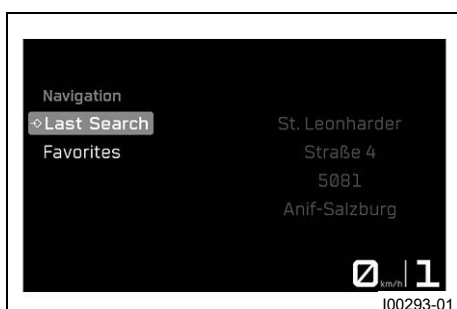 Navigation
Last Search
Favorites
St. Leonharder
Straße 4
5081
Anif-Salzburg
0 km/h 1
I00293-01